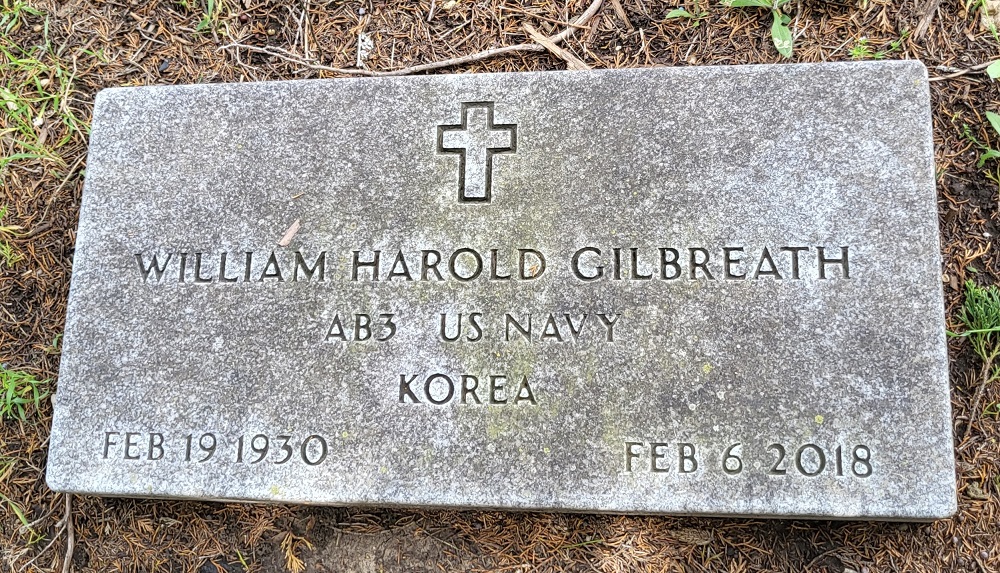 WILLIAM HAROLD GILBREATH
AB3 US NAVY
KOREA
FEB 19 1930 FEB 6 2018